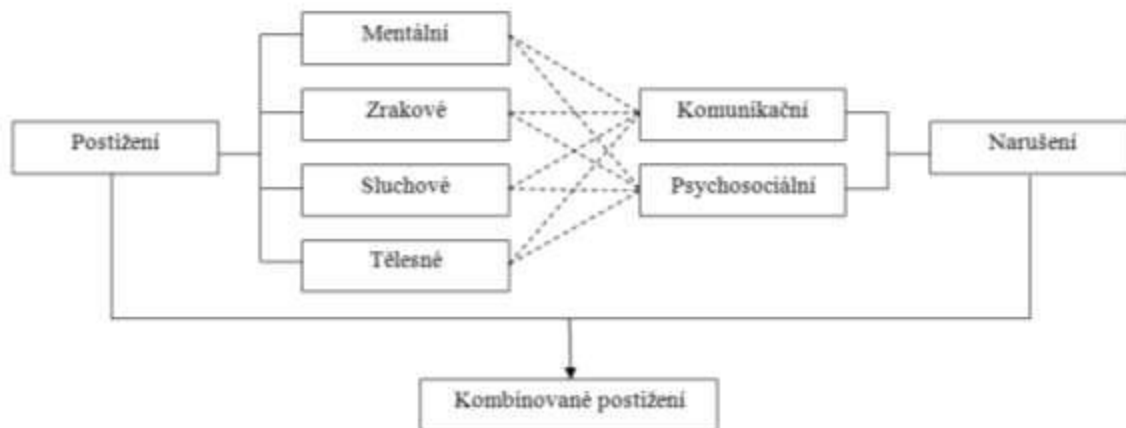 Mentální
Zrakové
Komunikační
Postižení
Narušení
Sluchové
Psychosociální
Tělesné
Kombinované postižení